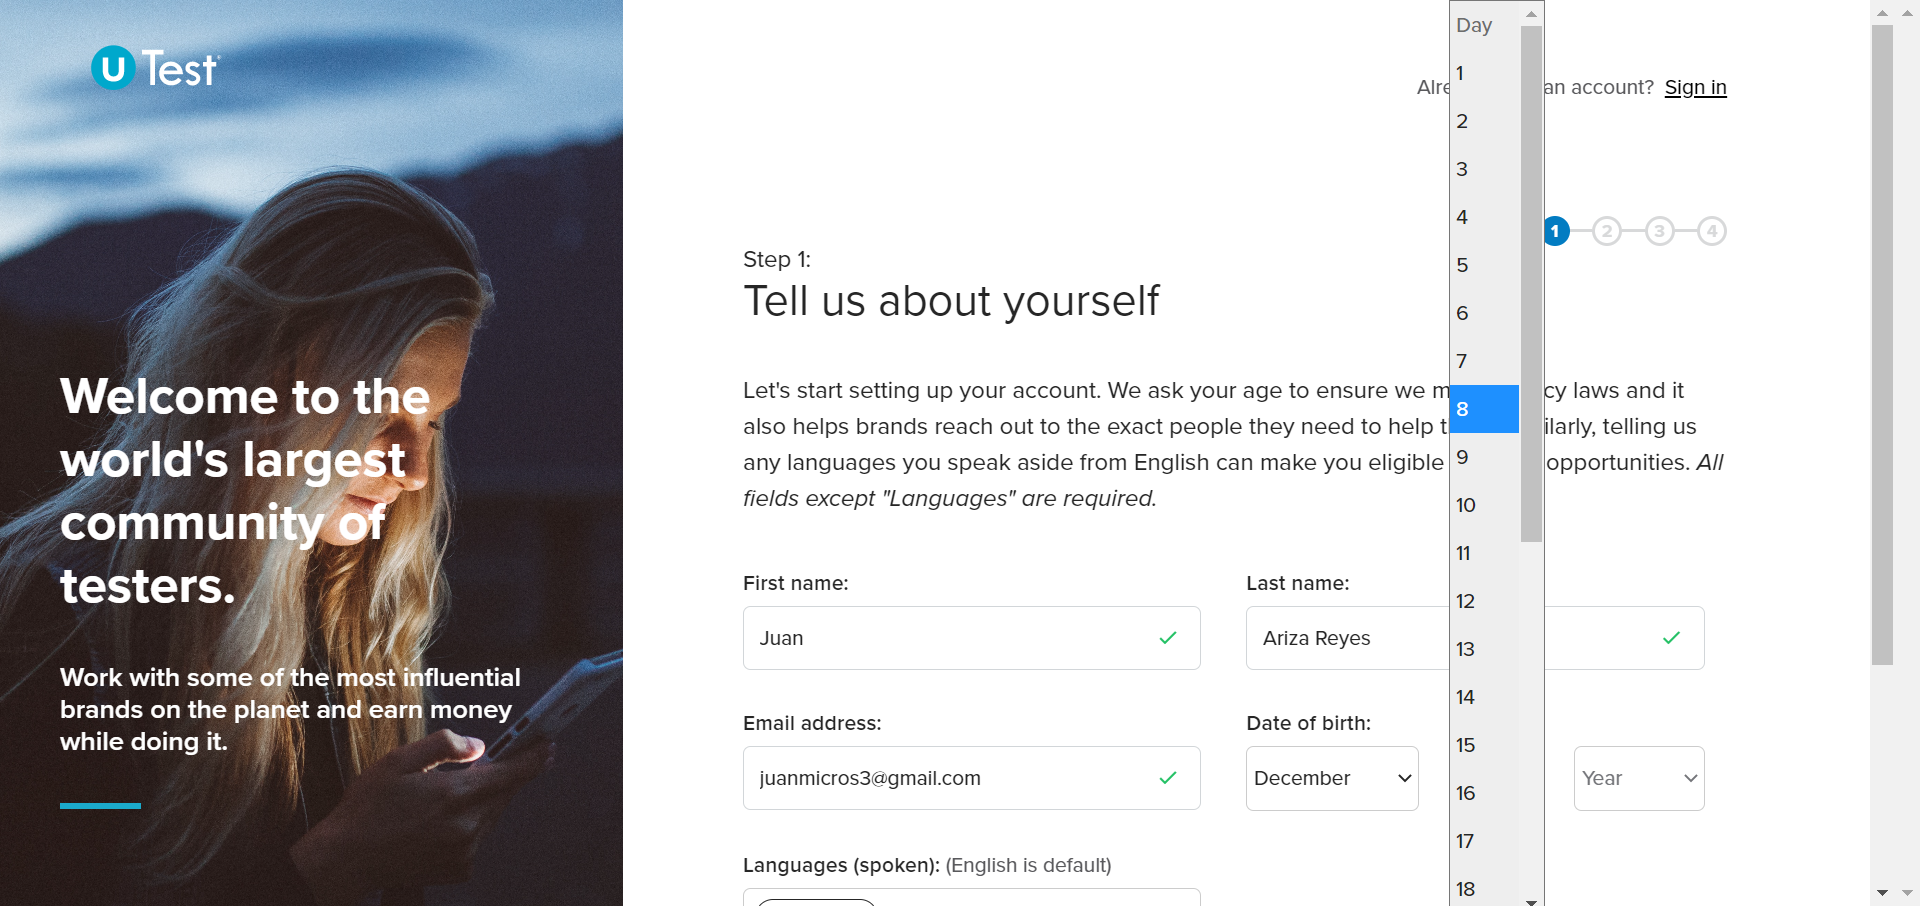 uTest
Welcome to the
world's largest
community of
testers.
Work with some of the most influential
brands on the planet and earn money
while doing it.
Alre an account? Sign in
1 2 3 4
Step 1:
Tell us about yourself
Let's start setting up your account. We ask your age to ensure we m cy laws and it
also helps brands reach out to the exact people they need to help t ilarly, telling us
any languages you speak aside from English can make you eligible opportunities. All
fields except "Languages" are required.
First name:
Juan
Last name:
Ariza Reyes
Email address:
juanmicros3@gmail.com
Date of birth:
December
Day
1
2
3
4
5
6
7
8
9
10
11
12
13
14
15
16
17
18
Year
Languages (spoken): (English is default)